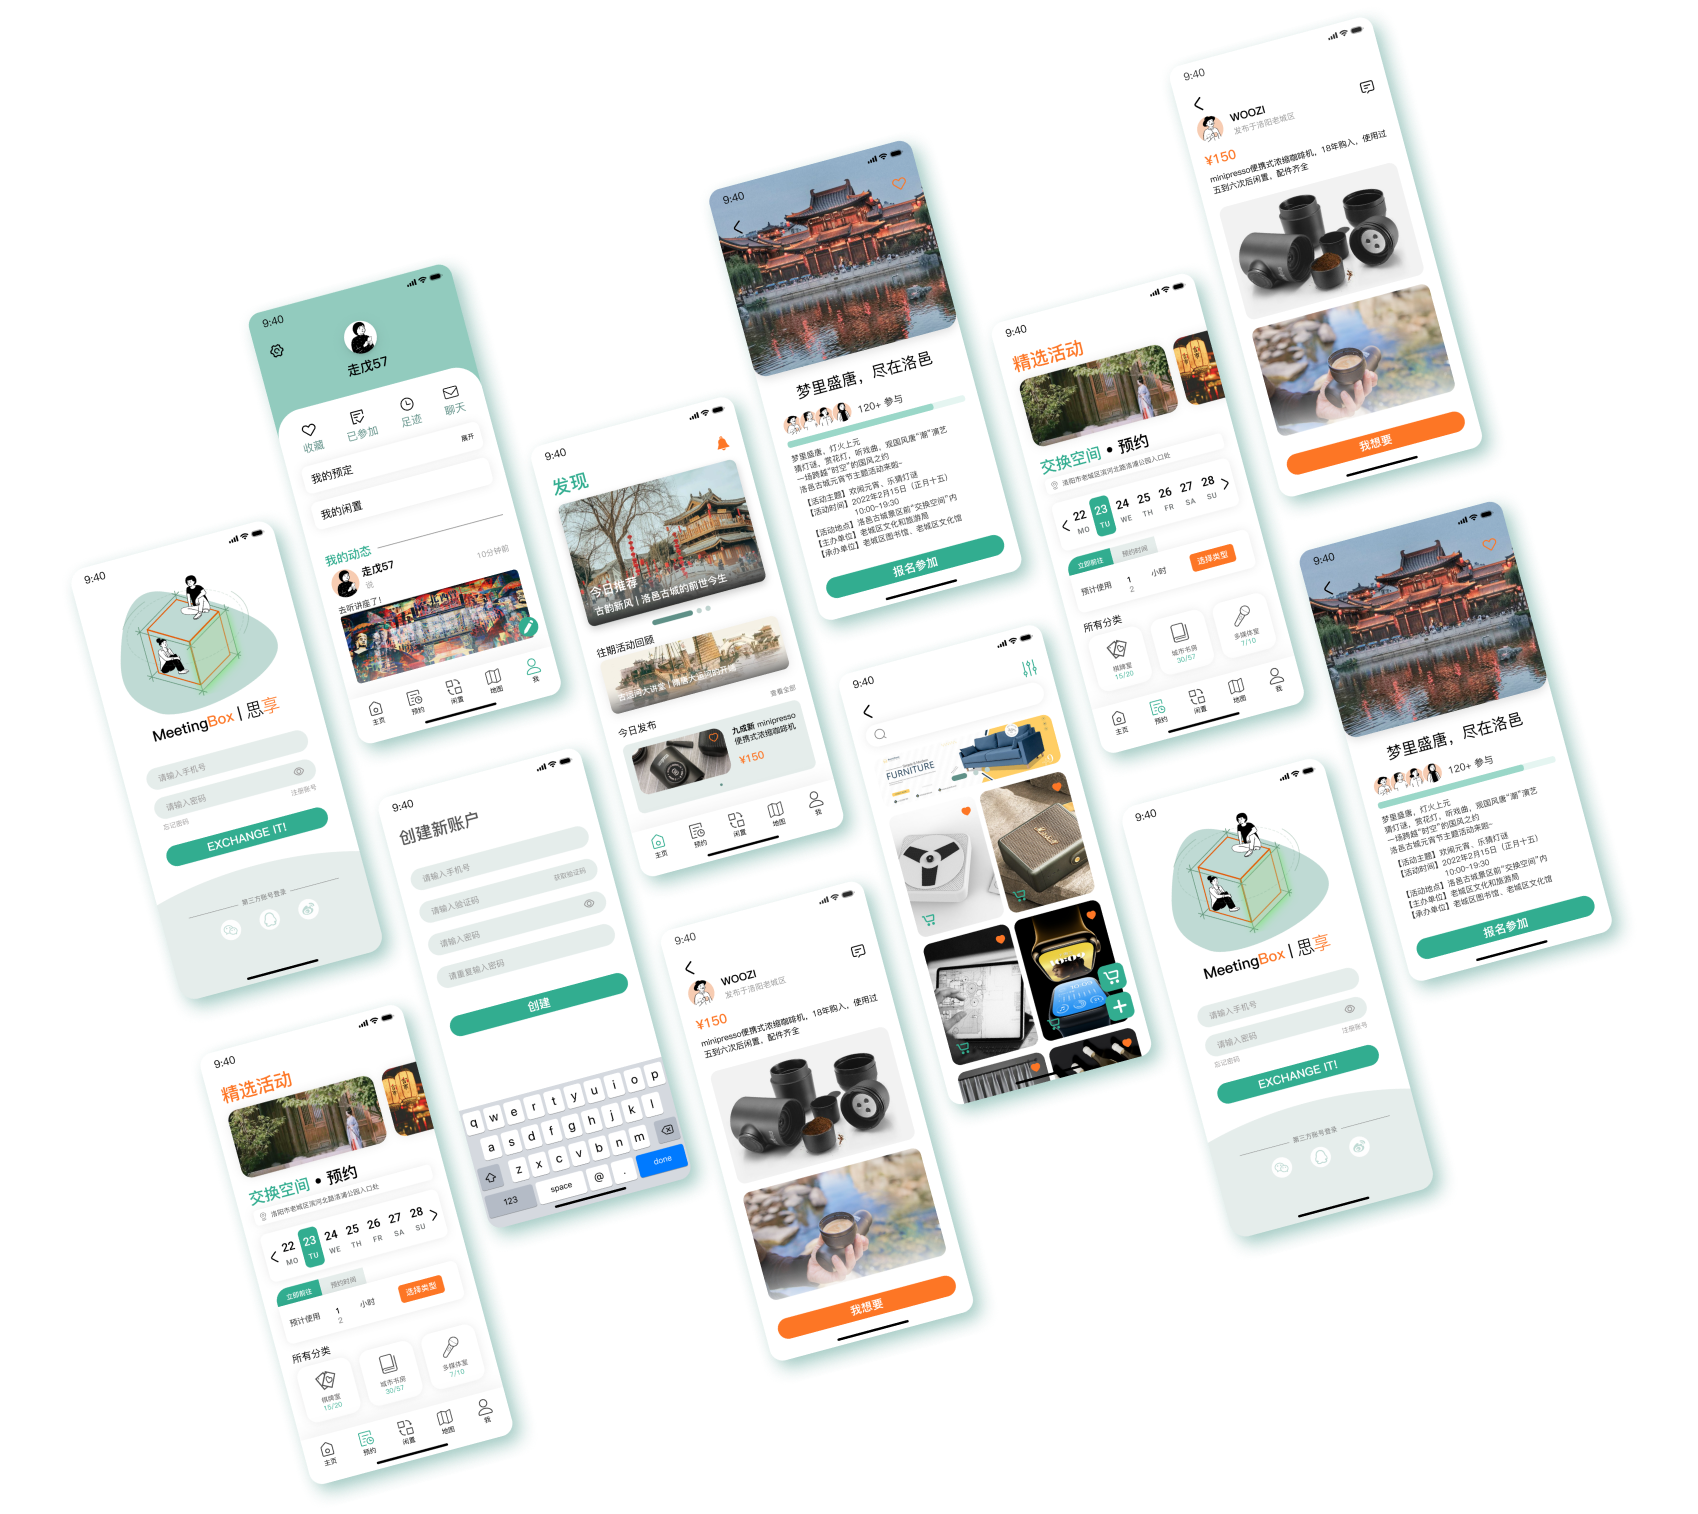 9:40
MeetingBox | 思享
请输入手机号
请输入密码
注册账号
忘记密码
EXCHANGE IT!
第三方账号登录
9:40
走戊57
收藏
已参加
足迹
聊天
展开
我的预定
我的闲置
我的动态
走戊57
10分钟前
说
去听讲座了!
主页
预约
闲置
地图
我
9:40
精选活动
交换空间 • 预约
洛阳市老城区滨河北路洛浦公园入口处
22 23 24 25 26 27 28
MO TU WE TH FR SA SU
立即前往
预约时间
预计使用
1
小时
2
选择类型
所有分类
棋牌室
15/20
城市书房
30/57
多媒体室
7/10
主页
预约
闲置
地图
我
9:40
创建新账户
请输入手机号
请输入验证码
获取验证码
请输入密码
请重复输入密码
创建
q w e r t y u i o p
a s d f g h j k l
z x c v b n m
123
space
@
.
done
9:40
发现
今日推荐
古韵新风 | 洛邑古城的前世今生
往期活动回顾
古运河大讲堂 | 隋唐大运河的开凿
查看全部
今日发布
九成新 minipresso
便携式浓缩咖啡机
¥150
主页
预约
闲置
地图
我
9:40
WOOZI
发布于洛阳老城区
¥150
minipresso便携式浓缩咖啡机，18年购入，使用过
五到六次后闲置，配件齐全
我想要
9:40
梦里盛唐，尽在洛邑
120+ 参与
梦里盛唐，灯火上元
猜灯谜，赏花灯，听戏曲，观国风唐“潮”演艺
一场跨越“时空”的国风之约
洛邑古城元宵节主题活动来啦~
【活动主题】欢闹元宵、乐猜灯谜
【活动时间】2022年2月15日（正月十五）
10:00-19:30
【活动地点】洛邑古城景区前“交换空间”内
【主办单位】老城区文化和旅游局
【承办单位】老城区图书馆、老城区文化馆
报名参加
9:40
FURNITURE
9:40
精选活动
交换空间 • 预约
洛阳市老城区滨河北路洛浦公园入口处
22 23 24 25 26 27 28
MO TU WE TH FR SA SU
立即前往
预约时间
预计使用
1
小时
2
选择类型
所有分类
棋牌室
15/20
城市书房
30/57
多媒体室
7/10
主页
预约
闲置
地图
我
9:40
MeetingBox | 思享
请输入手机号
请输入密码
注册账号
忘记密码
EXCHANGE IT!
第三方账号登录
9:40
WOOZI
发布于洛阳老城区
¥150
minipresso便携式浓缩咖啡机，18年购入，使用过
五到六次后闲置，配件齐全
我想要
9:40
梦里盛唐，尽在洛邑
120+ 参与
梦里盛唐，灯火上元
猜灯谜，赏花灯，听戏曲，观国风唐“潮”演艺
一场跨越“时空”的国风之约
洛邑古城元宵节主题活动来啦~
【活动主题】欢闹元宵、乐猜灯谜
【活动时间】2022年2月15日（正月十五）
10:00-19:30
【活动地点】洛邑古城景区前“交换空间”内
【主办单位】老城区文化和旅游局
【承办单位】老城区图书馆、老城区文化馆
报名参加